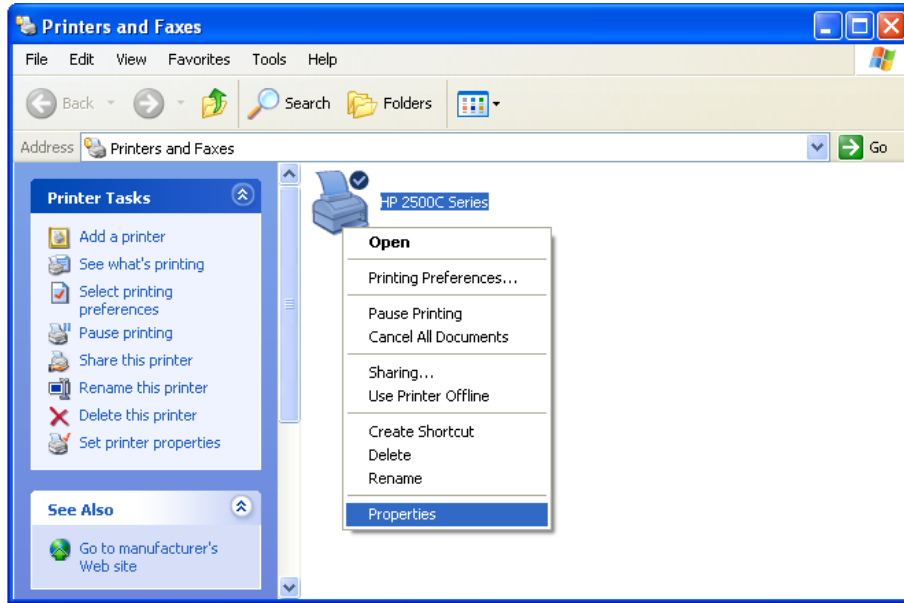 Printers and Faxes
File Edit View Favorites Tools Help
Back Search Folders
Address Printers and Faxes Go
Printer Tasks
Add a printer
See what's printing
Select printing
preferences
Pause printing
Share this printer
Rename this printer
Delete this printer
Set printer properties
See Also
Go to manufacturer's
Web site
HP 2500C Series
Open
Printing Preferences...
Pause Printing
Cancel All Documents
Sharing...
Use Printer Offline
Create Shortcut
Delete
Rename
Properties